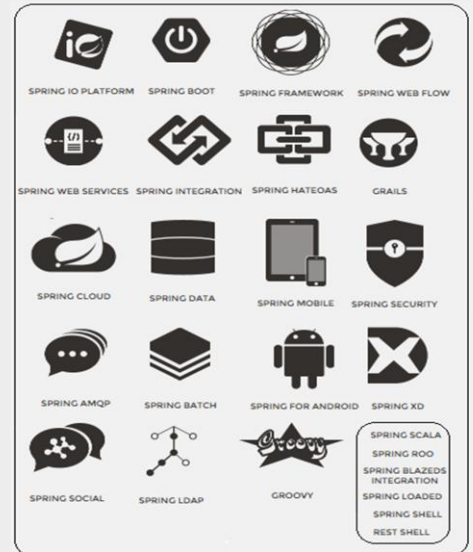 iO
SPRING IO PLATFORM
SPRING BOOT
SPRING FRAMEWORK
SPRING WEB FLOW
</>
SPRING WEB SERVICES
SPRING INTEGRATION
SPRING HATEOAS
GRAILS
SPRING CLOUD
SPRING DATA
SPRING MOBILE
SPRING SECURITY
SPRING AMQP
SPRING BATCH
SPRING FOR ANDROID
X
SPRING XD
SPRING SOCIAL
SPRING LDAP
Groovy
GROOVY
SPRING SCALA
SPRING ROO
SPRING BLAZEDS
INTEGRATION
SPRING LOADED
SPRING SHELL
REST SHELL